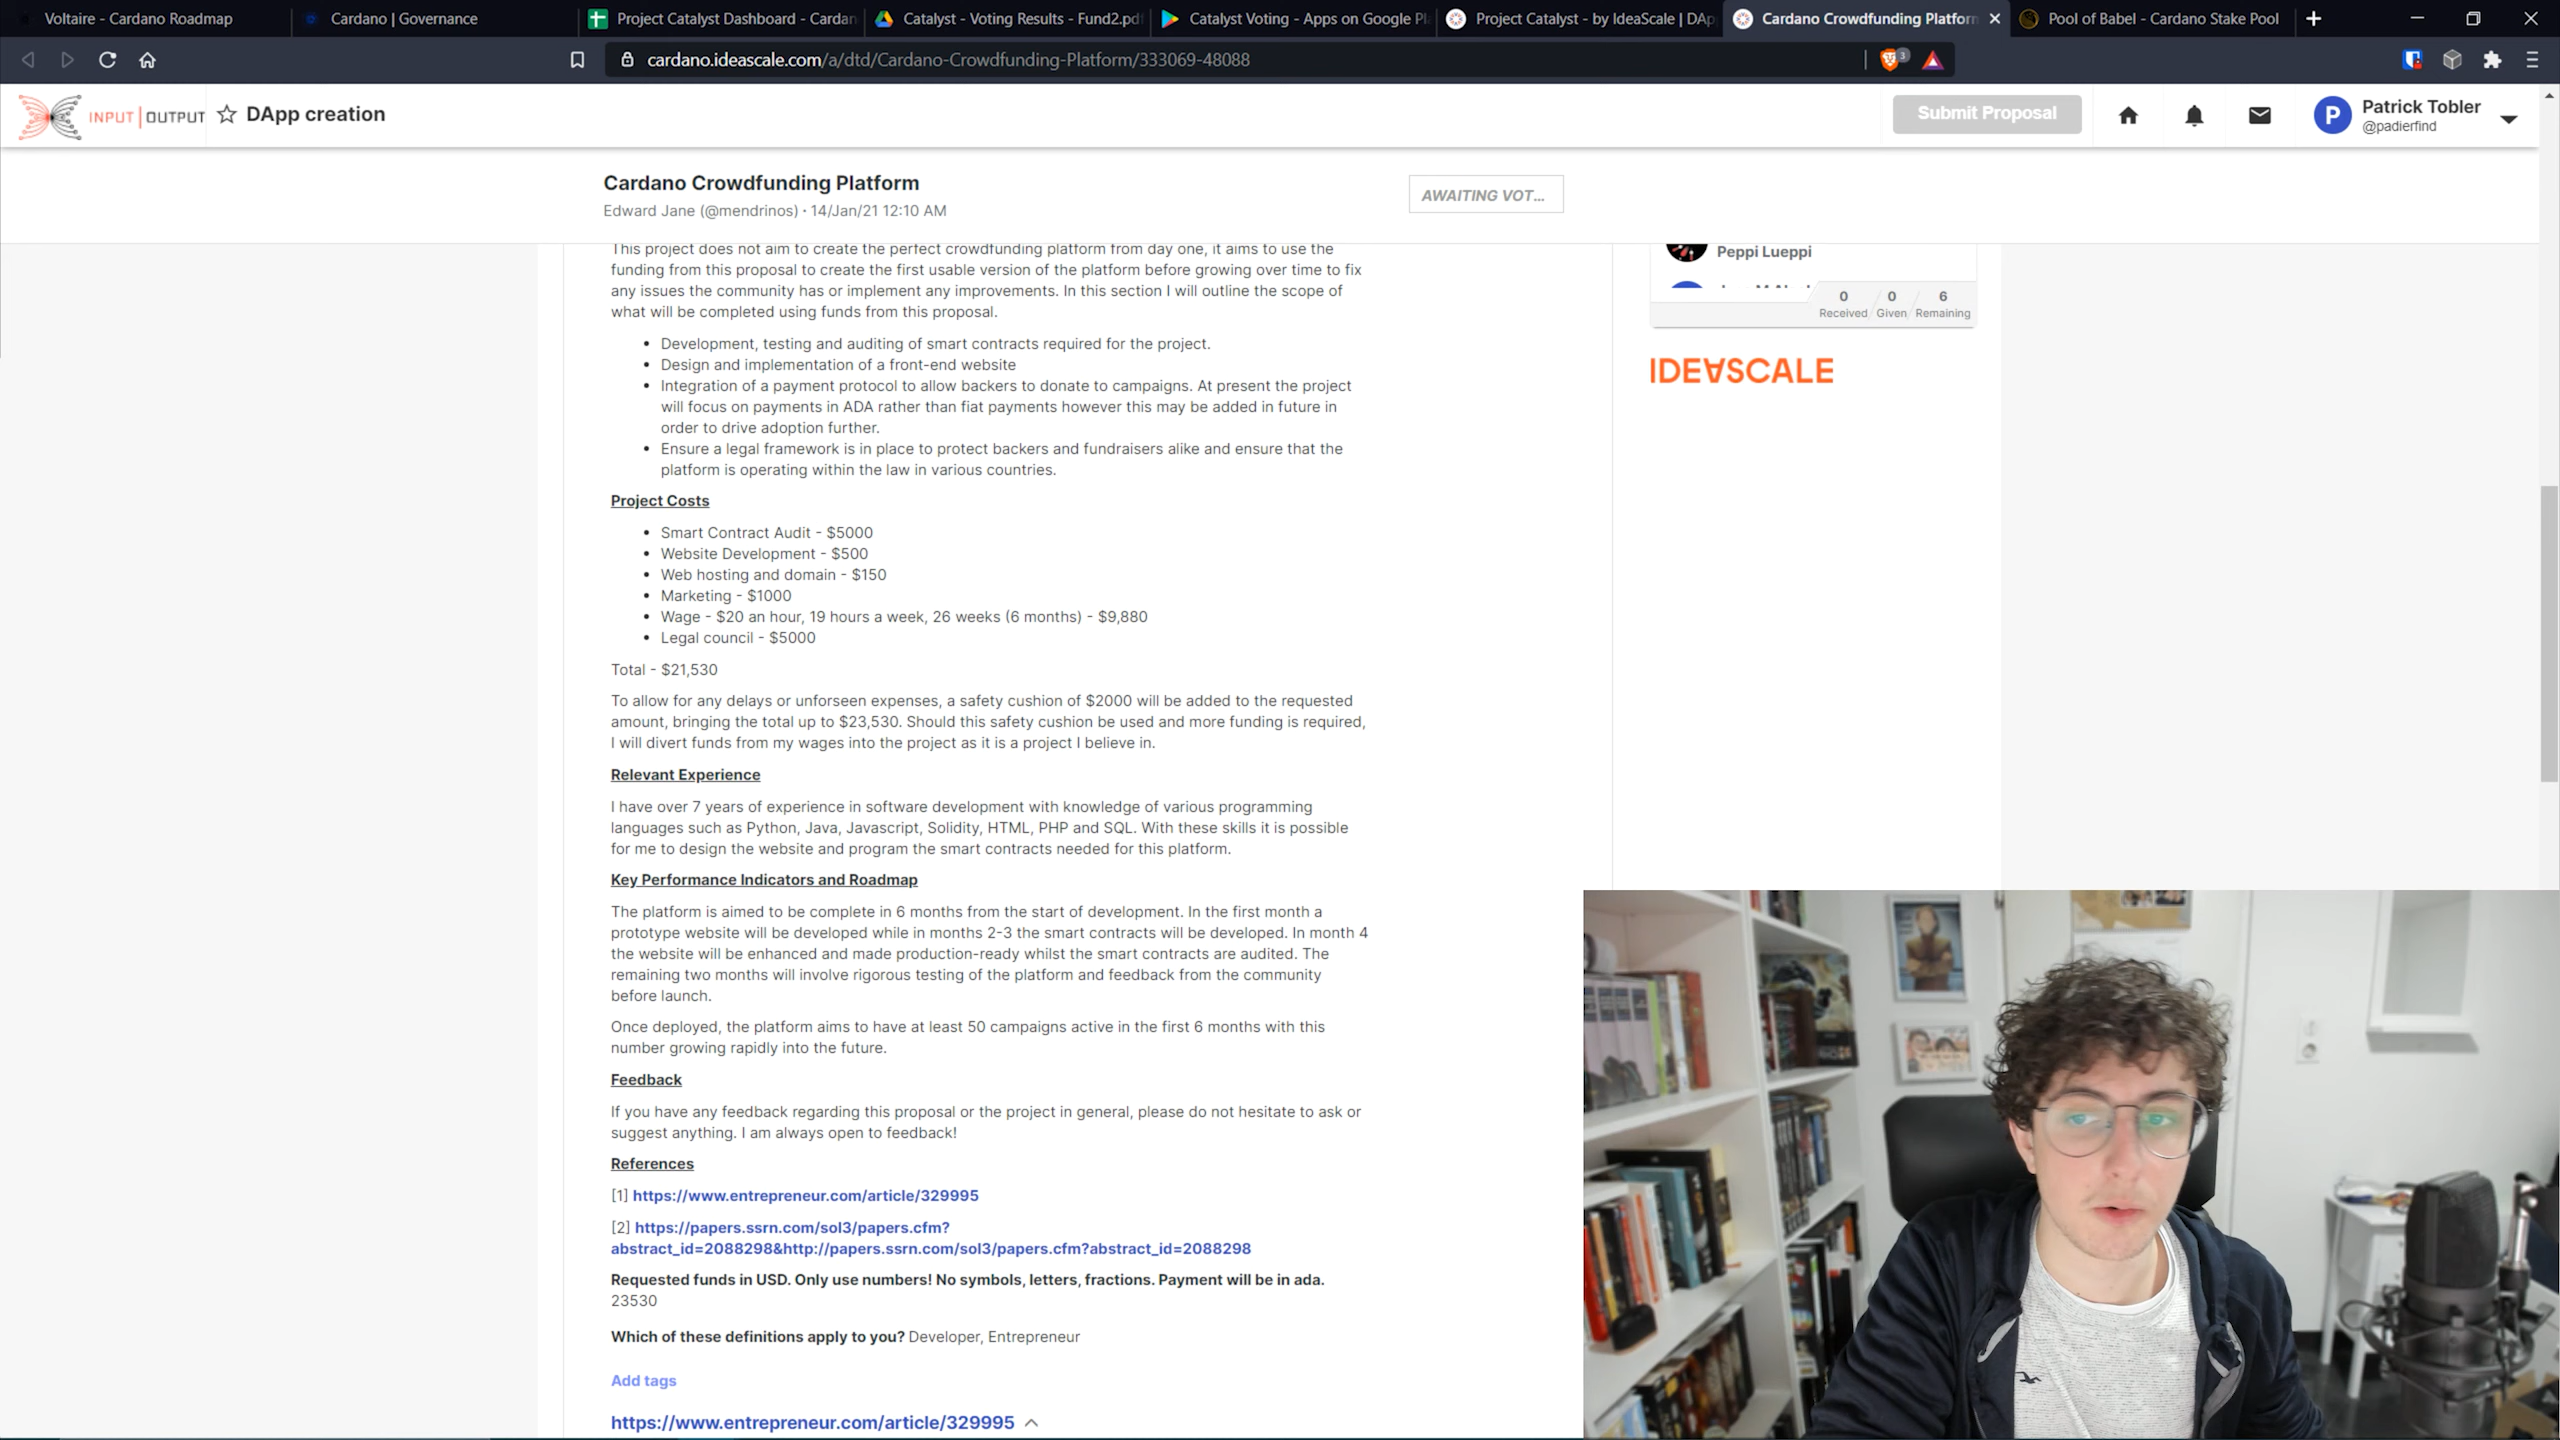 Voltaire - Cardano Roadmap
Cardano | Governance
Project Catalyst Dashboard - Cardan
Catalyst - Voting Results - Fund2.pdf
Catalyst Voting - Apps on Google Pl
Project Catalyst - by IdeaScale | DAp
Cardano Crowdfunding Platform
Pool of Babel - Cardano Stake Pool
cardano.ideascale.com/a/dtd/Cardano-Crowdfunding-Platform/333069-48088
3
INPUT | OUTPUT
DApp creation
Submit Proposal
P
Patrick Tobler
@padierfind
Cardano Crowdfunding Platform
Edward Jane (@mendrinos) · 14/Jan/21 12:10 AM
AWAITING VOT...
This project does not aim to create the perfect crowdfunding platform from day one, it aims to use the
funding from this proposal to create the first usable version of the platform before growing over time to fix
any issues the community has or implement any improvements. In this section I will outline the scope of
what will be completed using funds from this proposal.
• Development, testing and auditing of smart contracts required for the project.
• Design and implementation of a front-end website
• Integration of a payment protocol to allow backers to donate to campaigns. At present the project
will focus on payments in ADA rather than fiat payments however this may be added in future in
order to drive adoption further.
• Ensure a legal framework is in place to protect backers and fundraisers alike and ensure that the
platform is operating within the law in various countries.
Project Costs
• Smart Contract Audit - $5000
• Website Development - $500
• Web hosting and domain - $150
• Marketing - $1000
• Wage - $20 an hour, 19 hours a week, 26 weeks (6 months) - $9,880
• Legal council - $5000
Total - $21,530
To allow for any delays or unforseen expenses, a safety cushion of $2000 will be added to the requested
amount, bringing the total up to $23,530. Should this safety cushion be used and more funding is required,
I will divert funds from my wages into the project as it is a project I believe in.
Relevant Experience
I have over 7 years of experience in software development with knowledge of various programming
languages such as Python, Java, Javascript, Solidity, HTML, PHP and SQL. With these skills it is possible
for me to design the website and program the smart contracts needed for this platform.
Key Performance Indicators and Roadmap
The platform is aimed to be complete in 6 months from the start of development. In the first month a
prototype website will be developed while in months 2-3 the smart contracts will be developed. In month 4
the website will be enhanced and made production-ready whilst the smart contracts are audited. The
remaining two months will involve rigorous testing of the platform and feedback from the community
before launch.
Once deployed, the platform aims to have at least 50 campaigns active in the first 6 months with this
number growing rapidly into the future.
Feedback
If you have any feedback regarding this proposal or the project in general, please do not hesitate to ask or
suggest anything. I am always open to feedback!
References
[1] https://www.entrepreneur.com/article/329995
[2] https://papers.ssrn.com/sol3/papers.cfm?
abstract_id=2088298&http://papers.ssrn.com/sol3/papers.cfm?abstract_id=2088298
Requested funds in USD. Only use numbers! No symbols, letters, fractions. Payment will be in ada.
23530
Which of these definitions apply to you? Developer, Entrepreneur
Add tags
https://www.entrepreneur.com/article/329995
Peppi Lueppi
0 0 6
Received Given Remaining
IDEASCALE